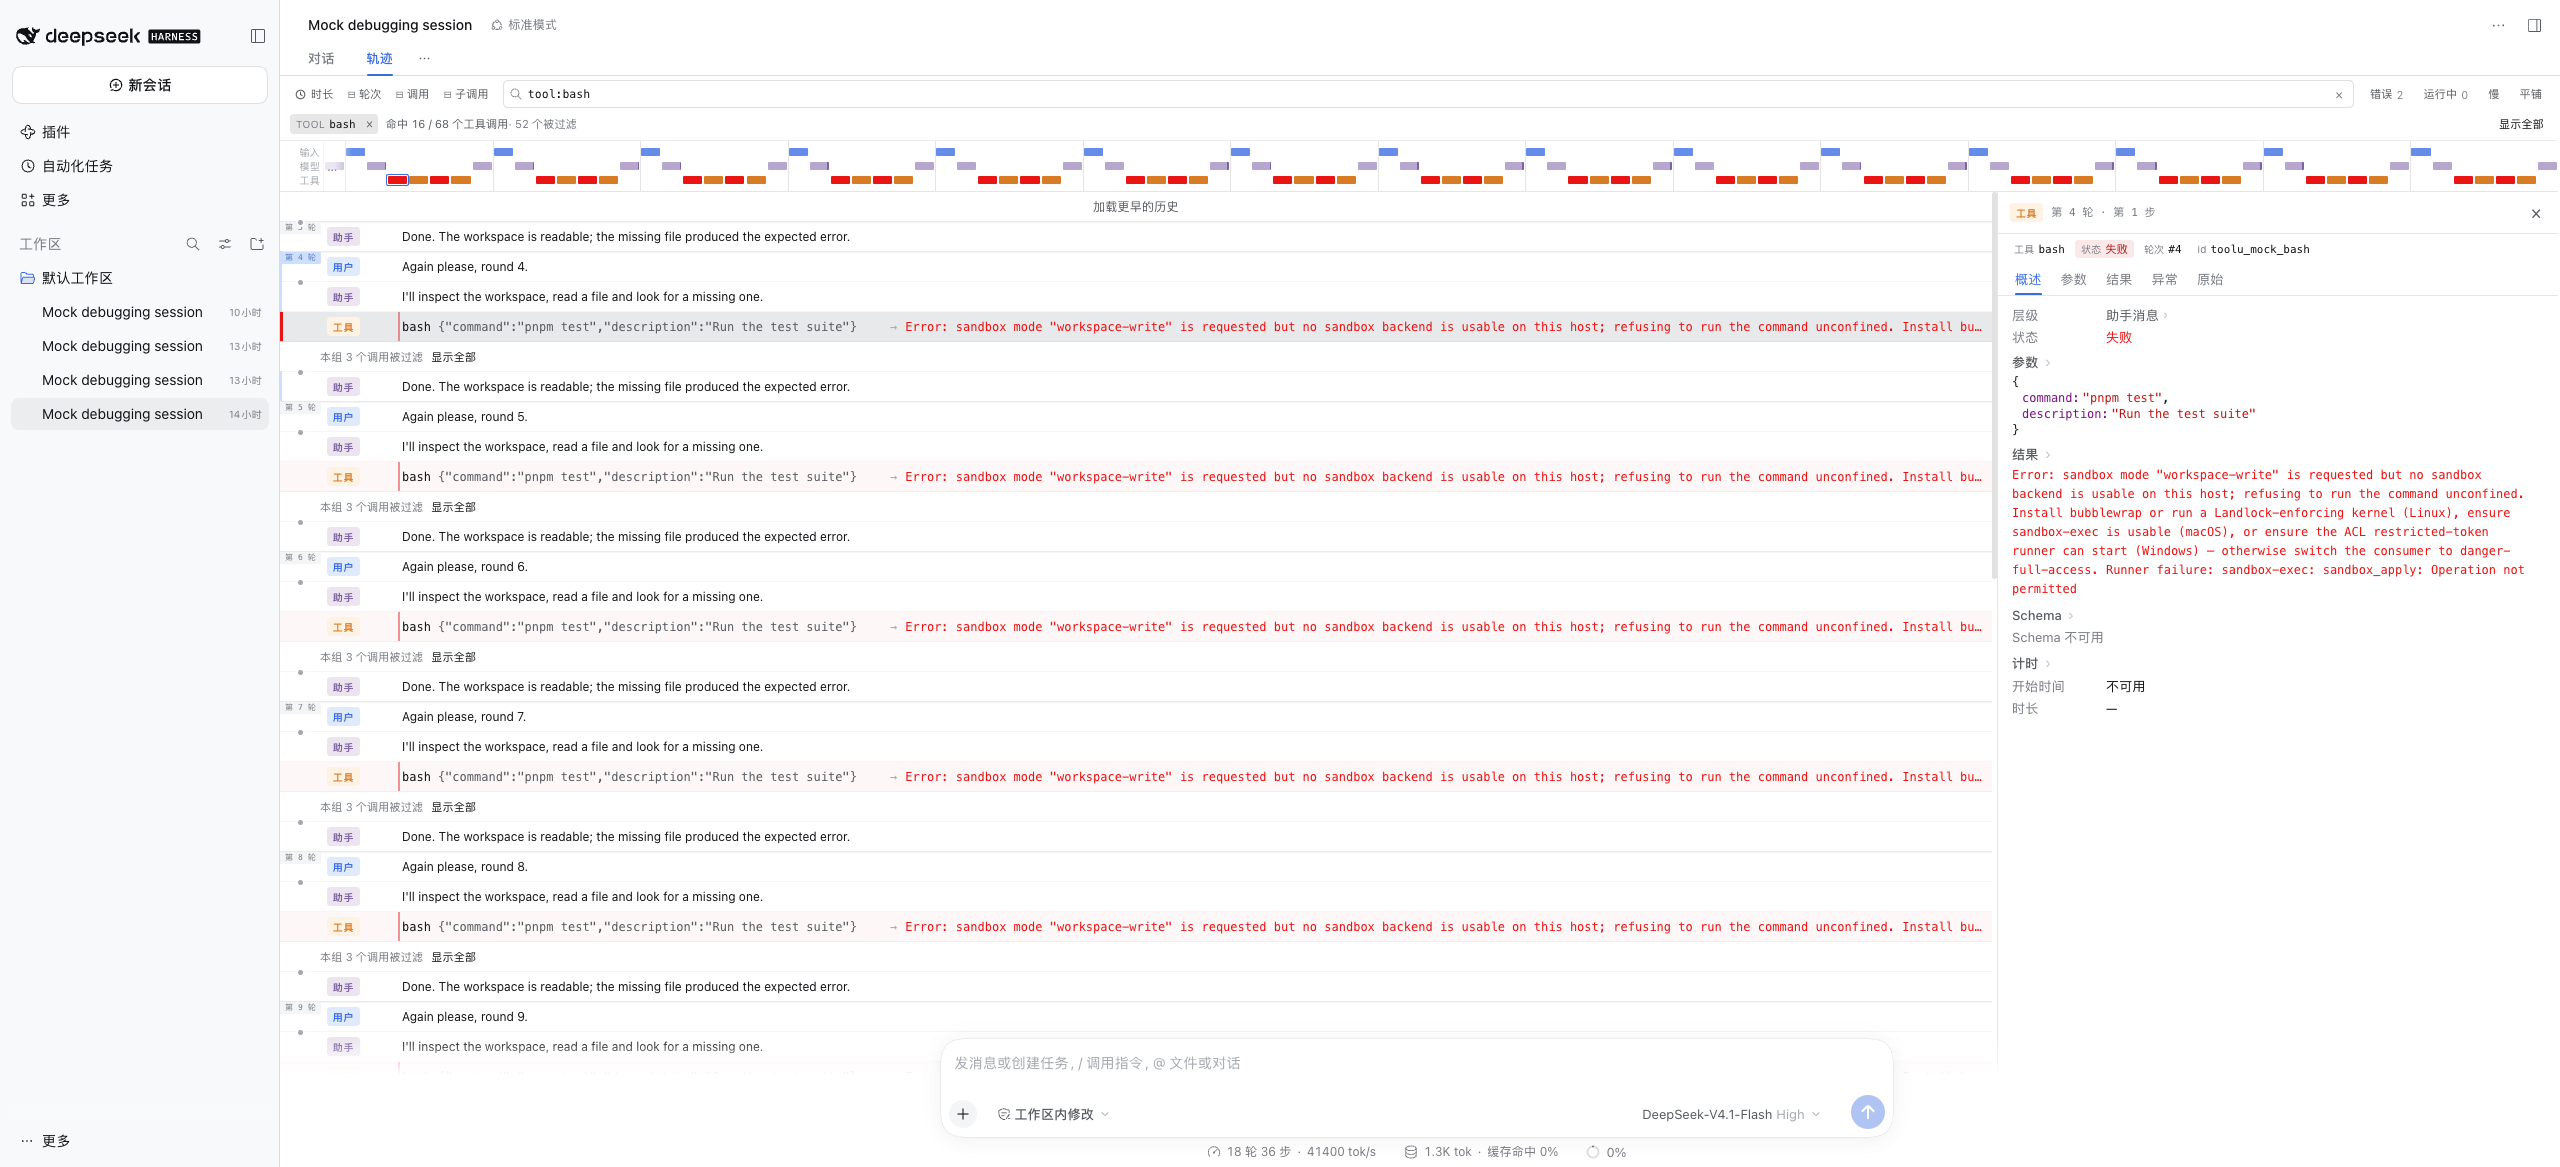 deepseek HARNESS
新会话
插件
自动化任务
更多
工作区
默认工作区
Mock debugging session 10小时
Mock debugging session 13小时
Mock debugging session 13小时
Mock debugging session 14小时
... 更多
Mock debugging session 标准模式
对话 轨迹 ...
时长 轮次 调用 子调用 tool:bash × 错误 2 运行中 0 慢 平铺
TOOL bash × 命中 16 / 68 个工具调用· 52 个被过滤 显示全部
输入
模型 ...
工具
加载更早的历史
助手 Done. The workspace is readable; the missing file produced the expected error.
第 4 轮 用户 Again please, round 4.
助手 I'll inspect the workspace, read a file and look for a missing one.
工具 bash {"command":"pnpm test","description":"Run the test suite"} → Error: sandbox mode "workspace-write" is requested but no sandbox backend is usable on this host; refusing to run the command unconfined. Install bu…
本组 3 个调用被过滤 显示全部
助手 Done. The workspace is readable; the missing file produced the expected error.
第 5 轮 用户 Again please, round 5.
助手 I'll inspect the workspace, read a file and look for a missing one.
工具 bash {"command":"pnpm test","description":"Run the test suite"} → Error: sandbox mode "workspace-write" is requested but no sandbox backend is usable on this host; refusing to run the command unconfined. Install bu…
本组 3 个调用被过滤 显示全部
助手 Done. The workspace is readable; the missing file produced the expected error.
第 6 轮 用户 Again please, round 6.
助手 I'll inspect the workspace, read a file and look for a missing one.
工具 bash {"command":"pnpm test","description":"Run the test suite"} → Error: sandbox mode "workspace-write" is requested but no sandbox backend is usable on this host; refusing to run the command unconfined. Install bu…
本组 3 个调用被过滤 显示全部
助手 Done. The workspace is readable; the missing file produced the expected error.
第 7 轮 用户 Again please, round 7.
助手 I'll inspect the workspace, read a file and look for a missing one.
工具 bash {"command":"pnpm test","description":"Run the test suite"} → Error: sandbox mode "workspace-write" is requested but no sandbox backend is usable on this host; refusing to run the command unconfined. Install bu…
本组 3 个调用被过滤 显示全部
助手 Done. The workspace is readable; the missing file produced the expected error.
第 8 轮 用户 Again please, round 8.
助手 I'll inspect the workspace, read a file and look for a missing one.
工具 bash {"command":"pnpm test","description":"Run the test suite"} → Error: sandbox mode "workspace-write" is requested but no sandbox backend is usable on this host; refusing to run the command unconfined. Install bu…
本组 3 个调用被过滤 显示全部
助手 Done. The workspace is readable; the missing file produced the expected error.
第 9 轮 用户 Again please, round 9.
助手 I'll inspect the workspace, read a file and look for a missing one.
发消息或创建任务, / 调用指令, @ 文件或对话
+ 工作区内修改 DeepSeek-V4.1-Flash High
18 轮 36 步 · 41400 tok/s 1.3K tok · 缓存命中 0% 0%
工具 第 4 轮 · 第 1 步 ×
工具 bash 状态 失败 轮次 #4 Id toolu_mock_bash
概述 参数 结果 异常 原始
层级 助手消息 ›
状态 失败
参数 ›
{
command: "pnpm test",
description: "Run the test suite"
}
结果 ›
Error: sandbox mode "workspace-write" is requested but no sandbox
backend is usable on this host; refusing to run the command unconfined.
Install bubblewrap or run a Landlock-enforcing kernel (Linux), ensure
sandbox-exec is usable (macOS), or ensure the ACL restricted-token
runner can start (Windows) — otherwise switch the consumer to danger-
full-access. Runner failure: sandbox-exec: sandbox_apply: Operation not
permitted
Schema ›
Schema 不可用
计时 ›
开始时间 不可用
时长 —